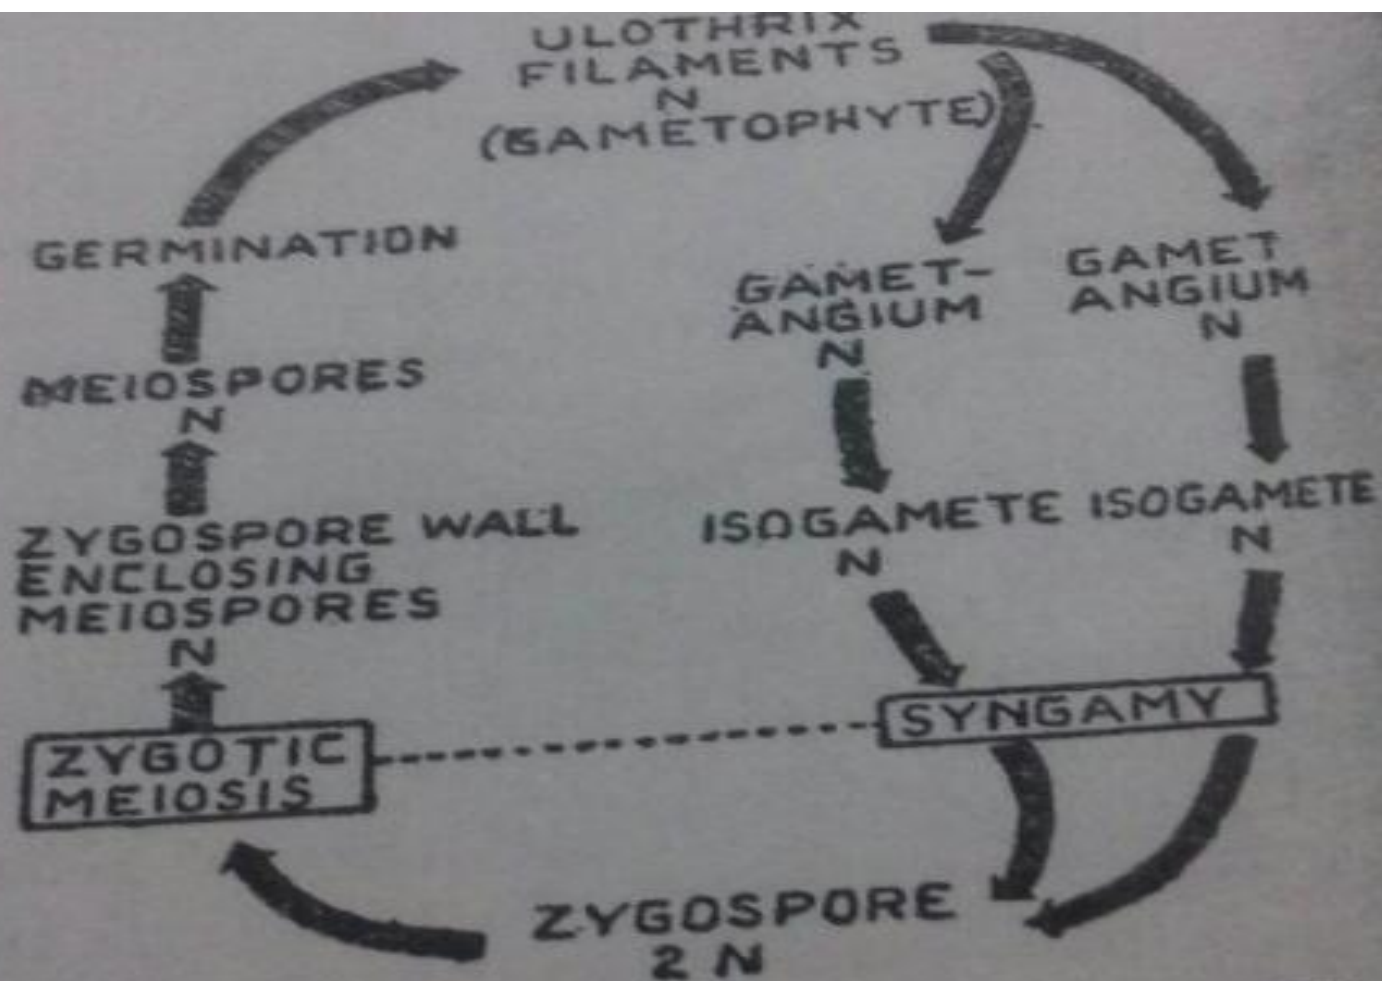 ULOTHRIX
FILAMENTS
N
(GAMETOPHYTE)
GAMET-
ANGIUM
N
GAMET
ANGIUM
N
ISOGAMETE
N
ISOGAMETE
N
SYNGAMY
ZYGOSPORE
2 N
ZYGOTIC
MEIOSIS
ZYGOSPORE WALL
ENCLOSING
MEIOSPORES
N
MEIOSPORES
N
GERMINATION